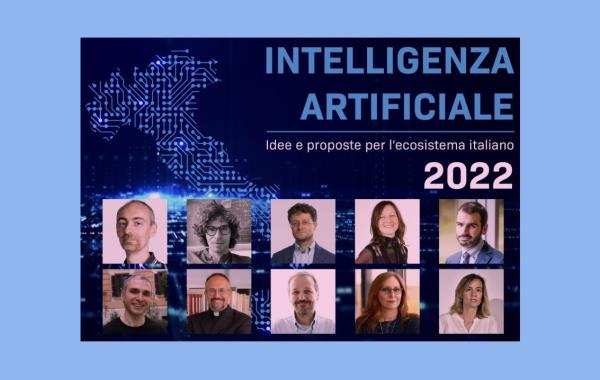 INTELLIGENZA
ARTIFICIALE
Idee e proposte per l'ecosistema italiano
2022